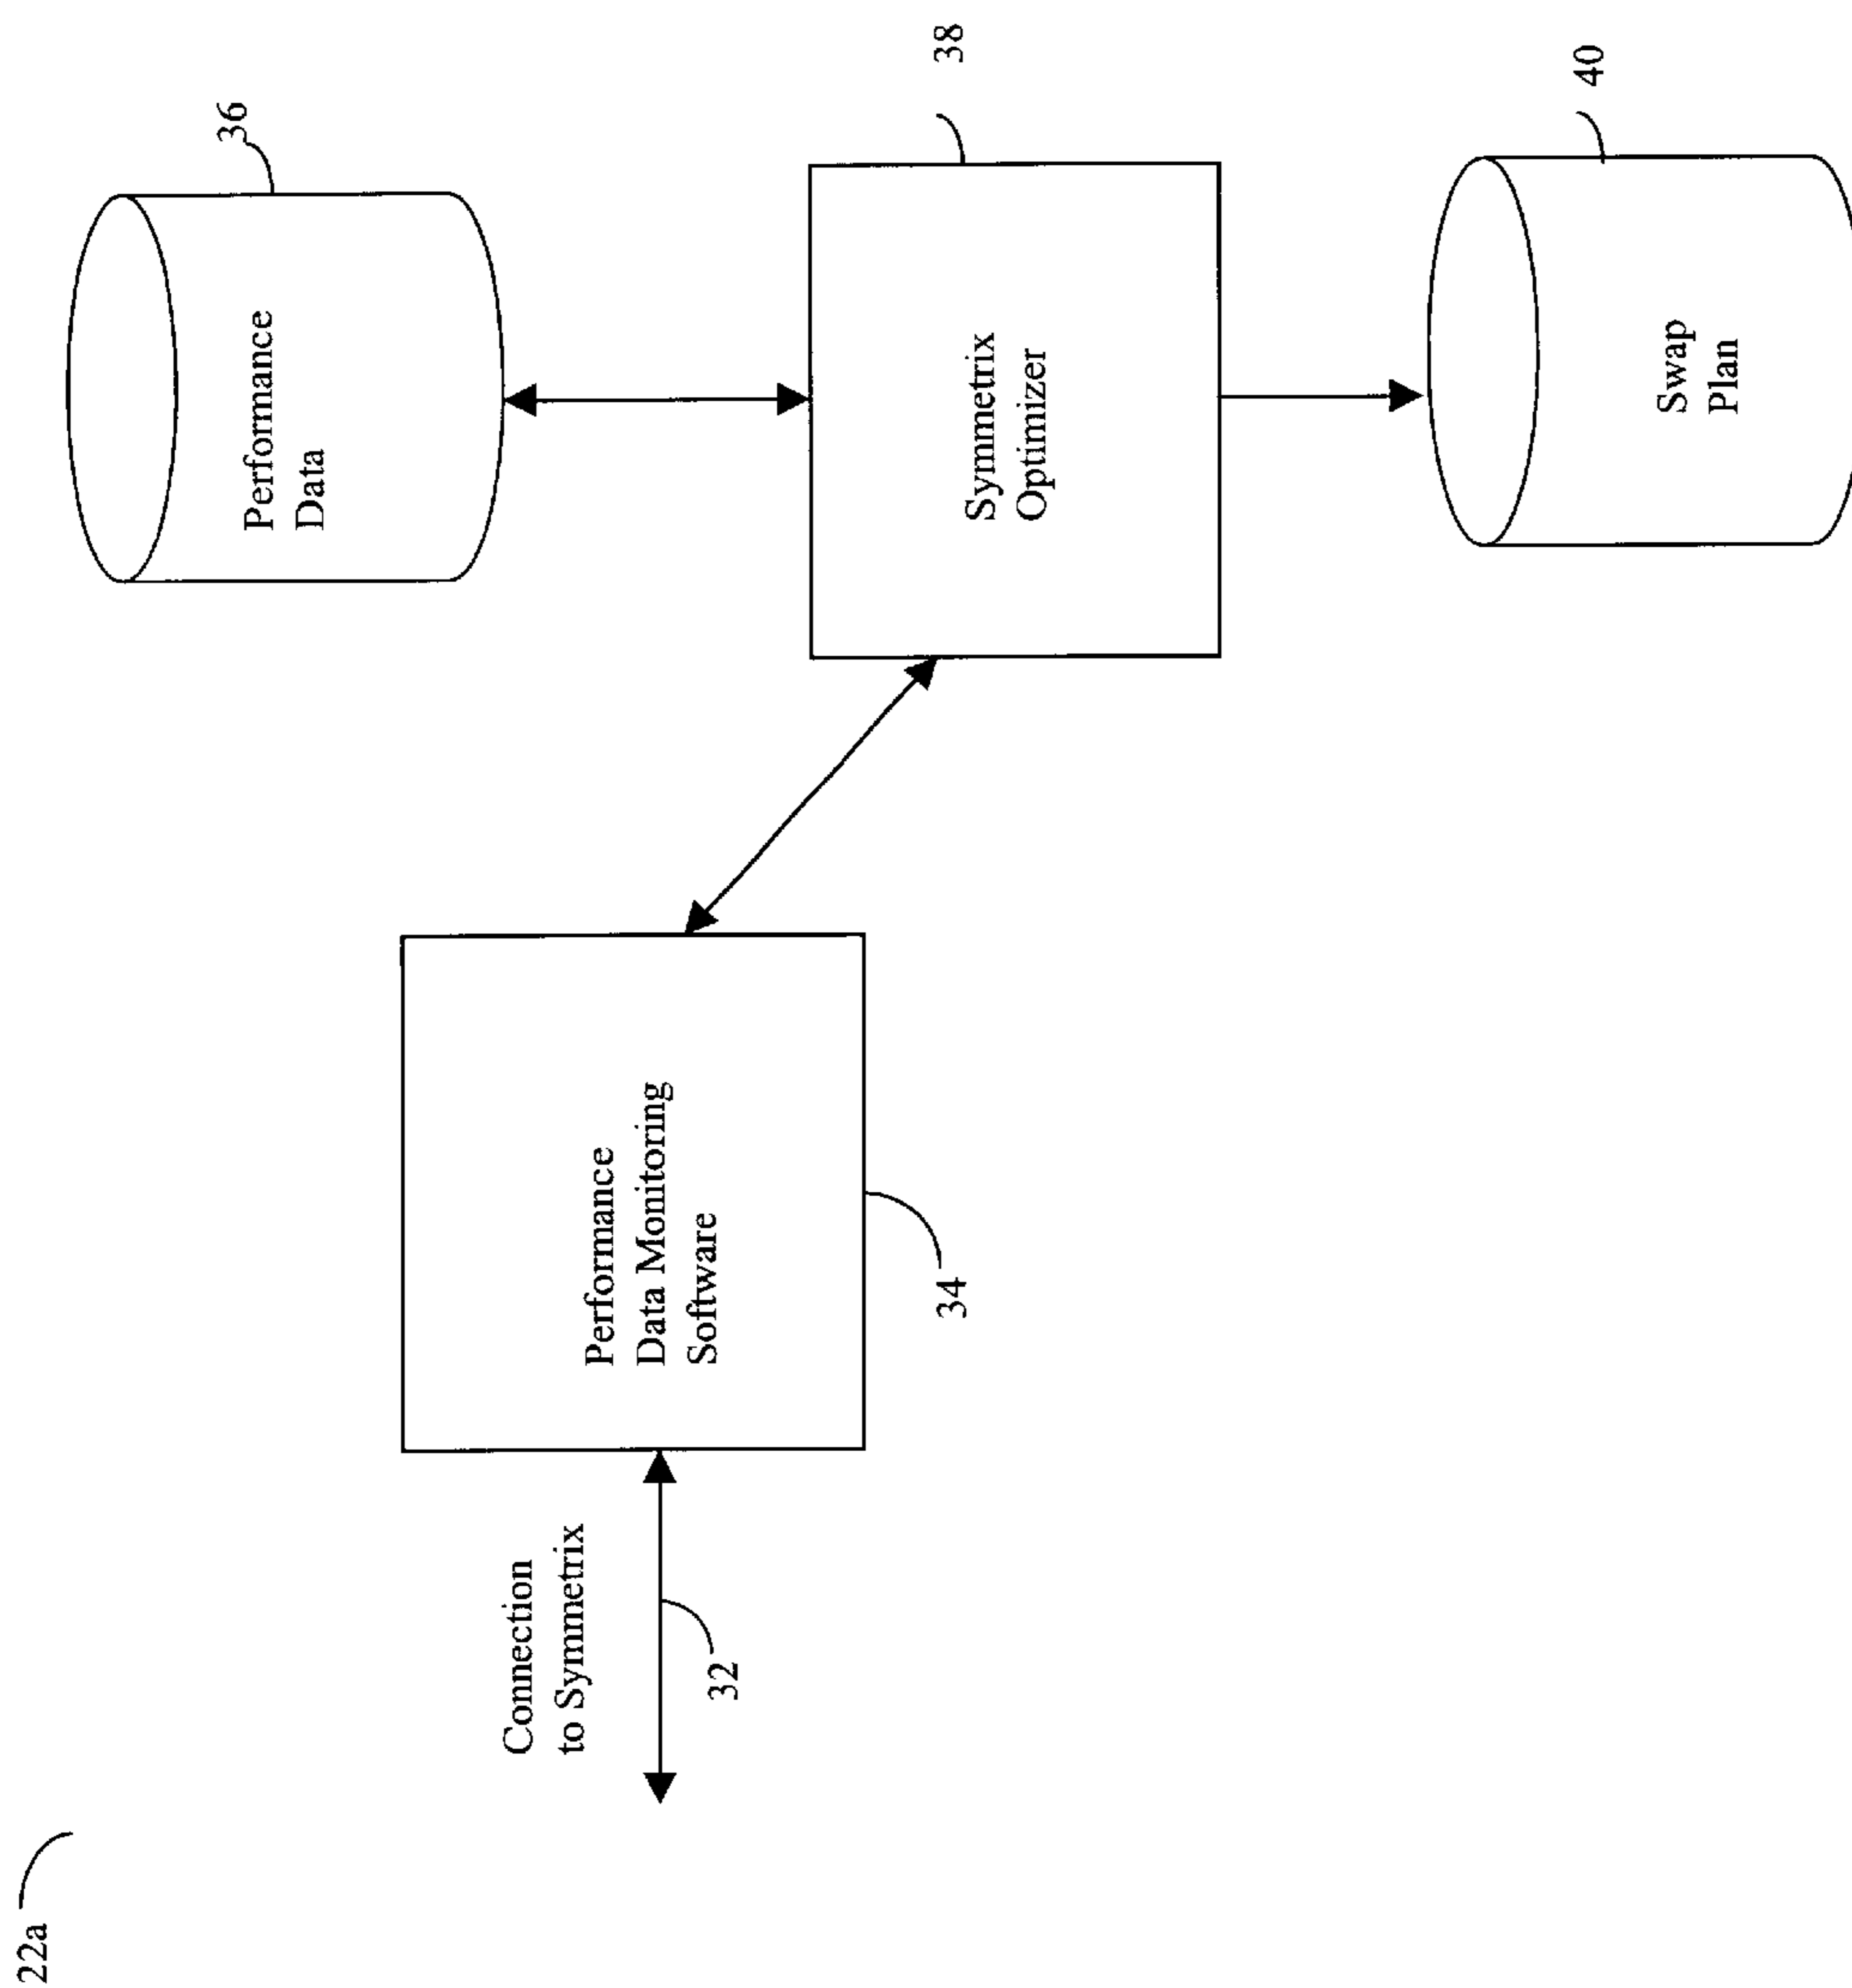 22a
Connection
to Symmetrix
32
Performance
Data Monitoring
Software
34
Performance
Data
36
Symmetrix
Optimizer
38
Swap
Plan
40